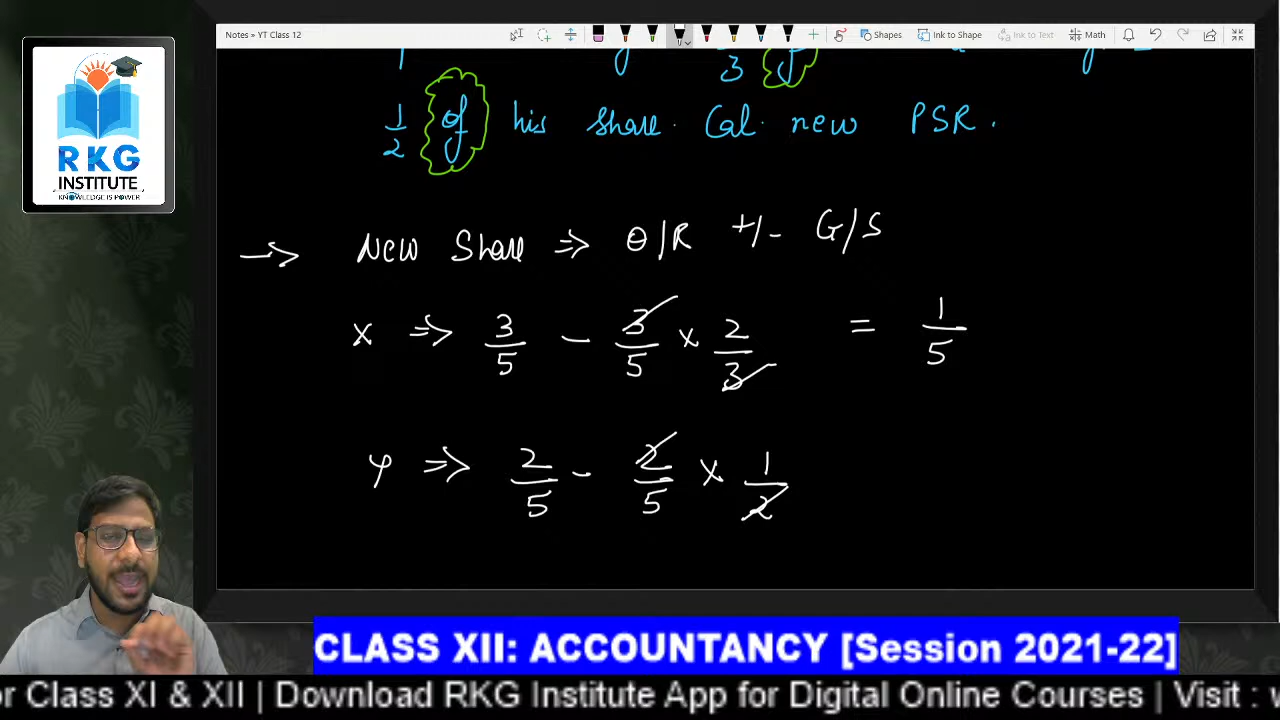 Notes » YT Class 12
Shapes Ink to Shape Ink to Text Math
3
1/2 of his share. Cal. new PSR.
RKG
INSTITUTE
KNOWLEDGE IS POWER
→ New Share ⇒ O/R +/- G/S
X ⇒ 3/5 - 3/5 x 2/3 = 1/5
Y ⇒ 2/5 - 2/5 x 1/2
CLASS XII: ACCOUNTANCY [Session 2021-22]
or Class XI & XII | Download RKG Institute App for Digital Online Courses | Visit : w